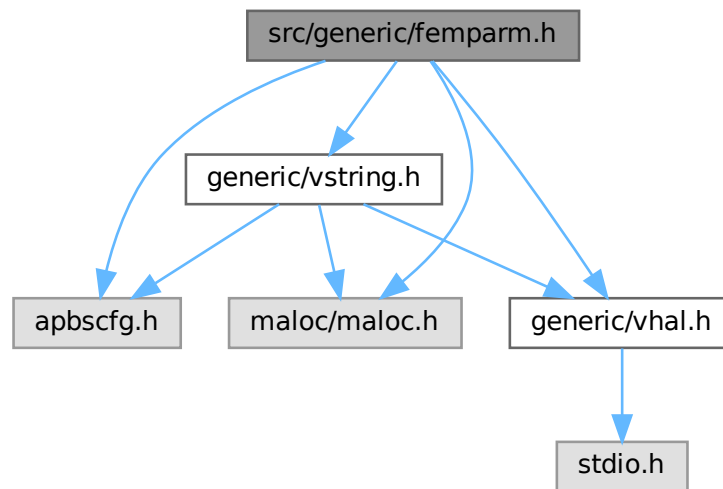 src/generic/femparm.h
generic/vstring.h
apbscfg.h
maloc/maloc.h
generic/vhal.h
stdio.h